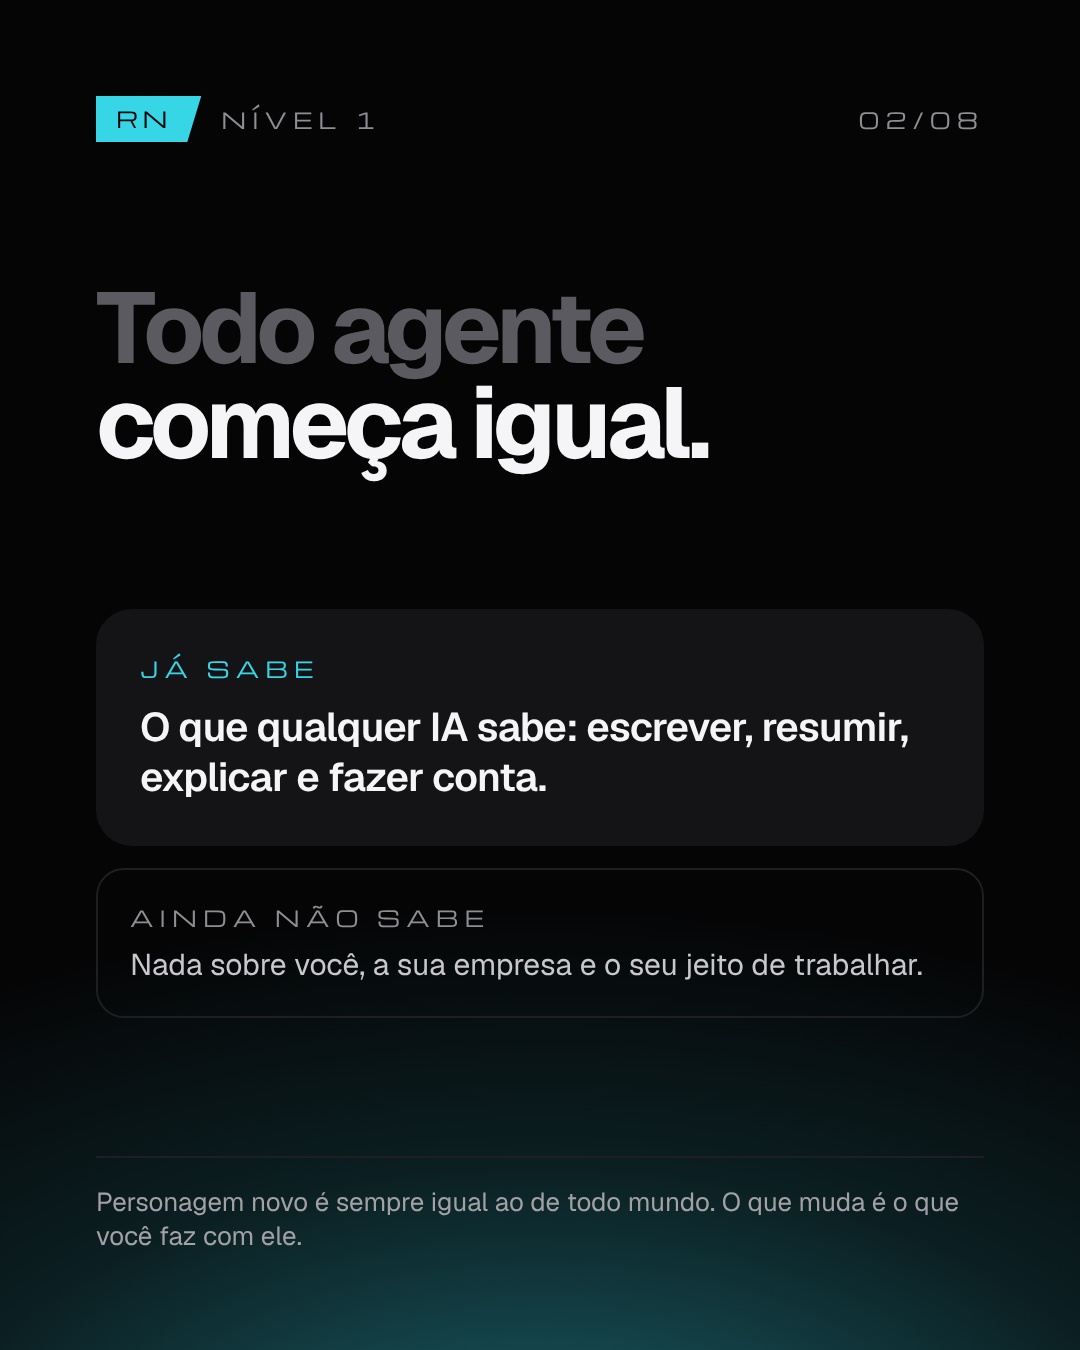 RN NÍVEL 1 02/08
Todo agente
começa igual.
JÁ SABE
O que qualquer IA sabe: escrever, resumir,
explicar e fazer conta.
AINDA NÃO SABE
Nada sobre você, a sua empresa e o seu jeito de trabalhar.
Personagem novo é sempre igual ao de todo mundo. O que muda é o que
você faz com ele.